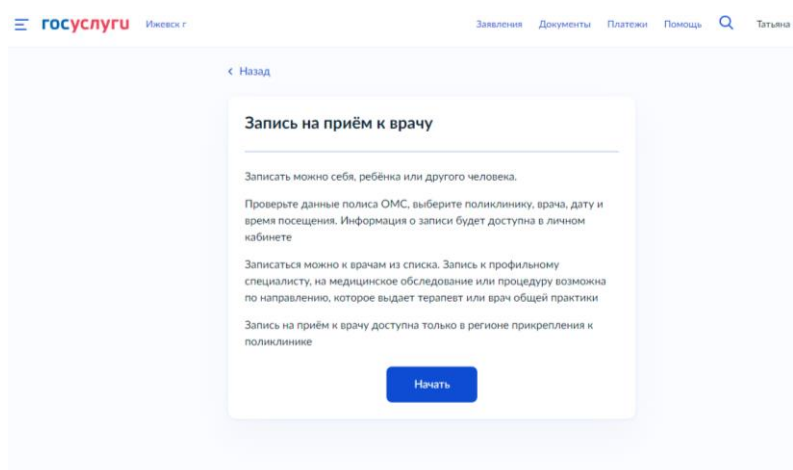 госуслуги Ижевск г Заявления Документы Платежи Помощь Татьяна
Назад
Запись на приём к врачу
Записать можно себя, ребёнка или другого человека.
Проверьте данные полиса ОМС, выберите поликлинику, врача, дату и
время посещения. Информация о записи будет доступна в личном
кабинете
Записаться можно к врачам из списка. Запись к профильному
специалисту, на медицинское обследование или процедуру возможна
по направлению, которое выдает терапевт или врач общей практики
Запись на приём к врачу доступна только в регионе прикрепления к
поликлинике
Начать